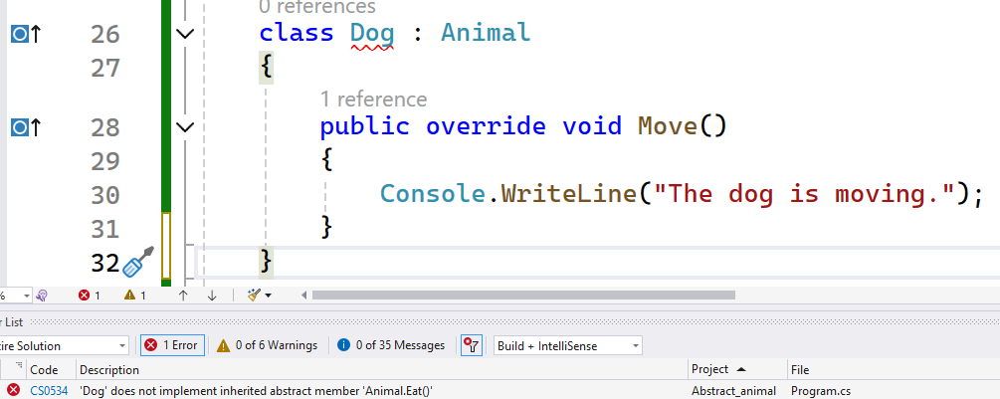 0 references
26 class Dog : Animal
27 {
1 reference
28 public override void Move()
29 {
30 Console.WriteLine("The dog is moving.");
31 }
32 }
% 1 1
List
Solution 1 Error 0 of 6 Warnings 0 of 35 Messages Build + IntelliSense
Code Description Project File
CS0534 'Dog' does not implement inherited abstract member 'Animal.Eat()' Abstract_animal Program.cs